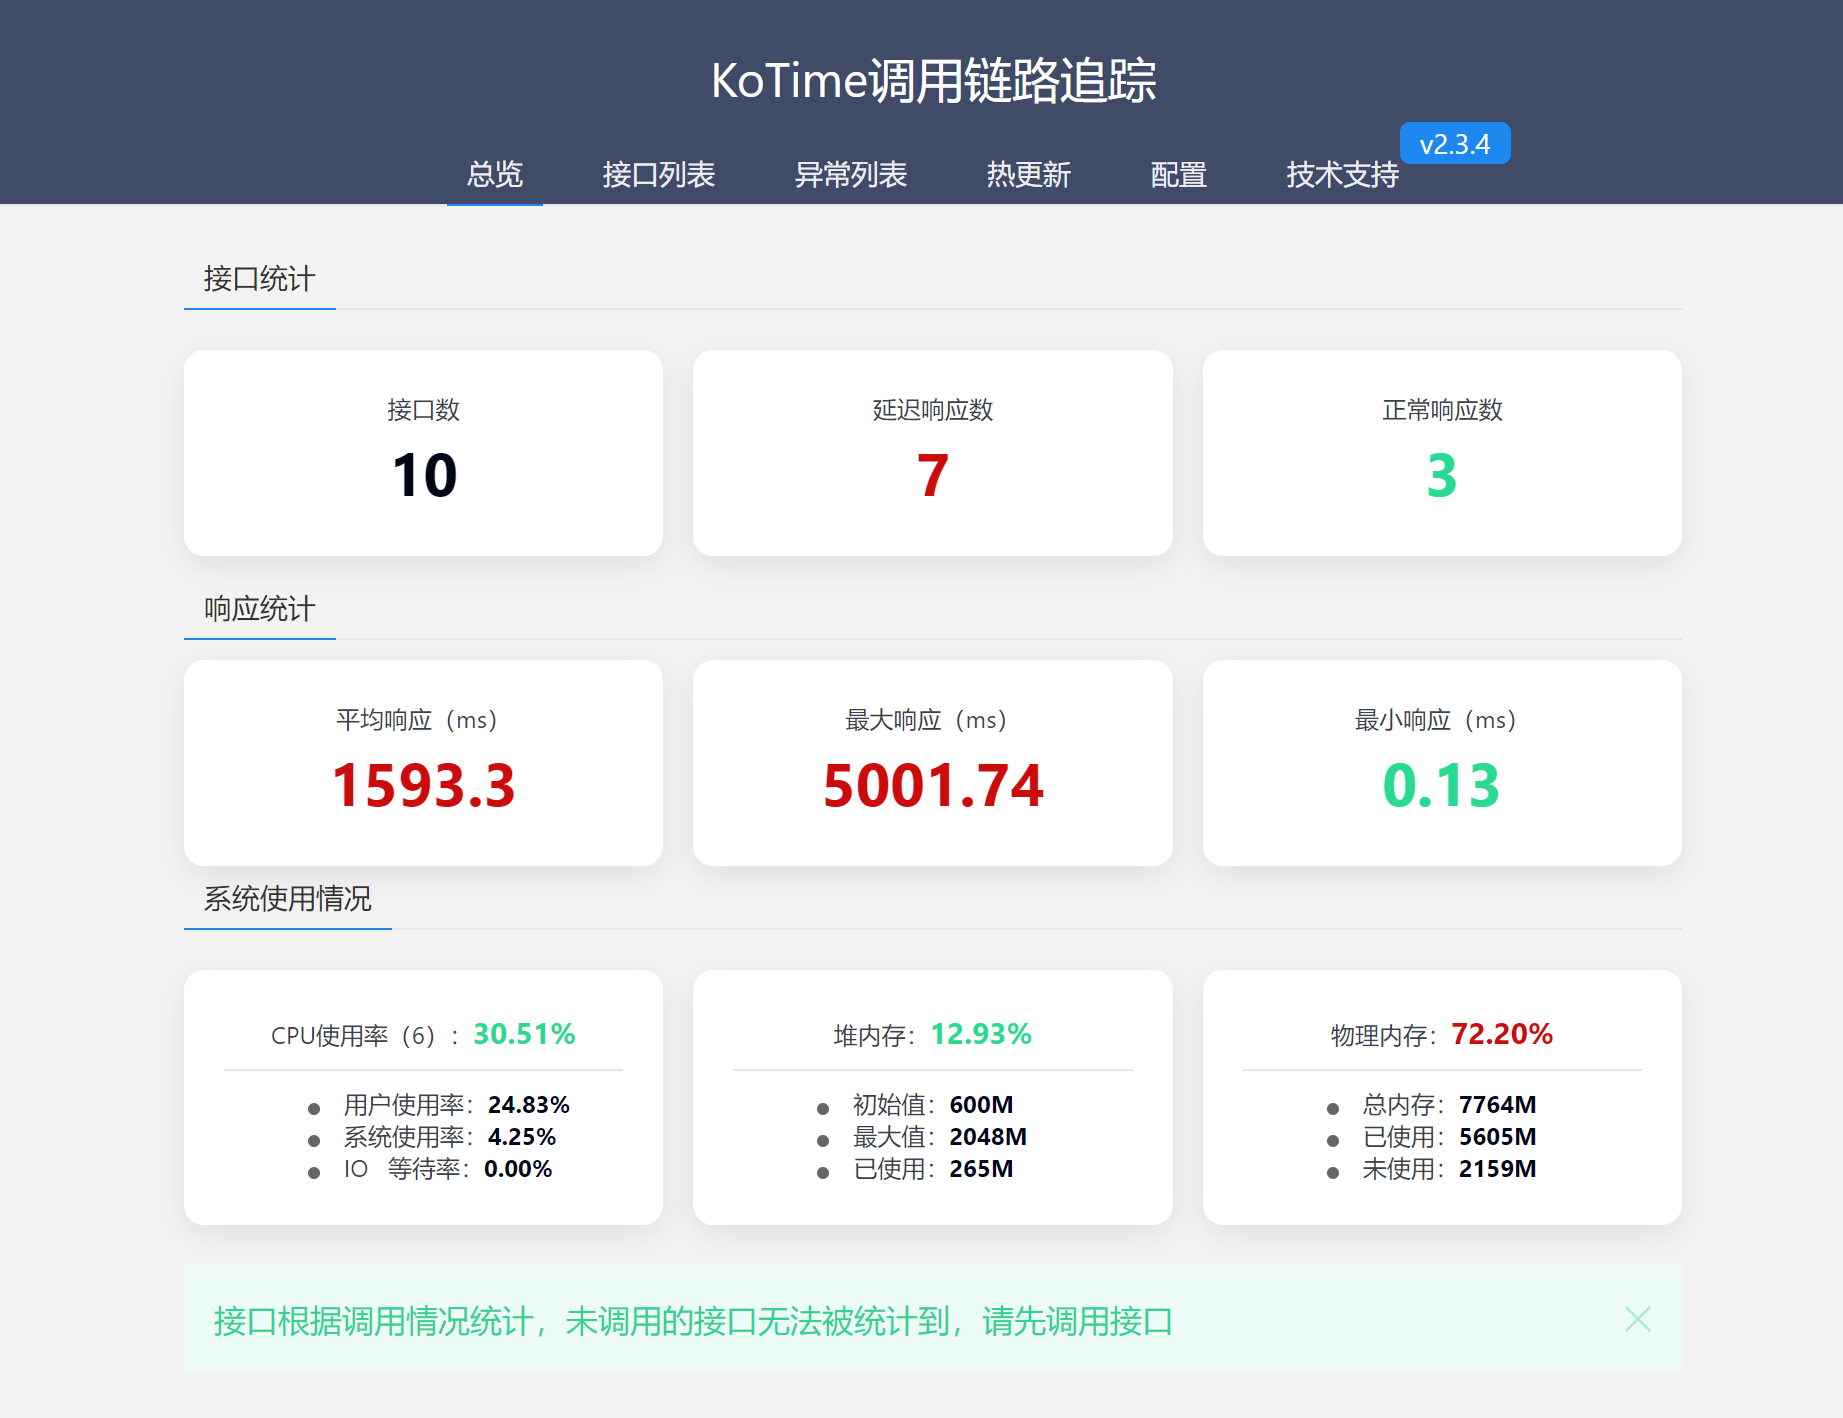 KoTime调用链路追踪
v2.3.4
总览 接口列表 异常列表 热更新 配置 技术支持
接口统计
接口数 延迟响应数 正常响应数
10 7 3
响应统计
平均响应（ms） 最大响应（ms） 最小响应（ms）
1593.3 5001.74 0.13
系统使用情况
CPU使用率（6）：30.51% 堆内存：12.93% 物理内存：72.20%
用户使用率：24.83% 初始值：600M 总内存：7764M
系统使用率：4.25% 最大值：2048M 已使用：5605M
IO 等待率：0.00% 已使用：265M 未使用：2159M
接口根据调用情况统计，未调用的接口无法被统计到，请先调用接口